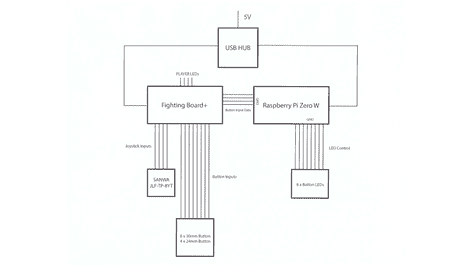 5V
USB HUB
PLAYER LEDs
Fighting Board+
Button Input Data
Raspberry Pi Zero W
GPIO
Joystick Inputs
LED Control
SANWA
JLF-TP-8YT
Button Inputs
8 x Button LEDs
8 x 30mm Button
4 x 24mm Button